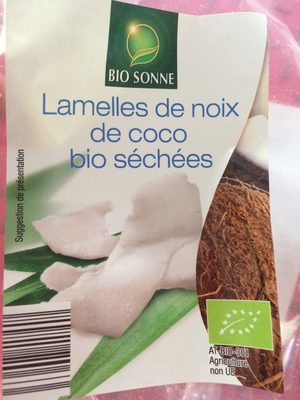 BIO SONNE
Lamelles de noix
de coco
bio séchées
Suggestion de présentation
AT-BIO-301
Agriculture
non UE